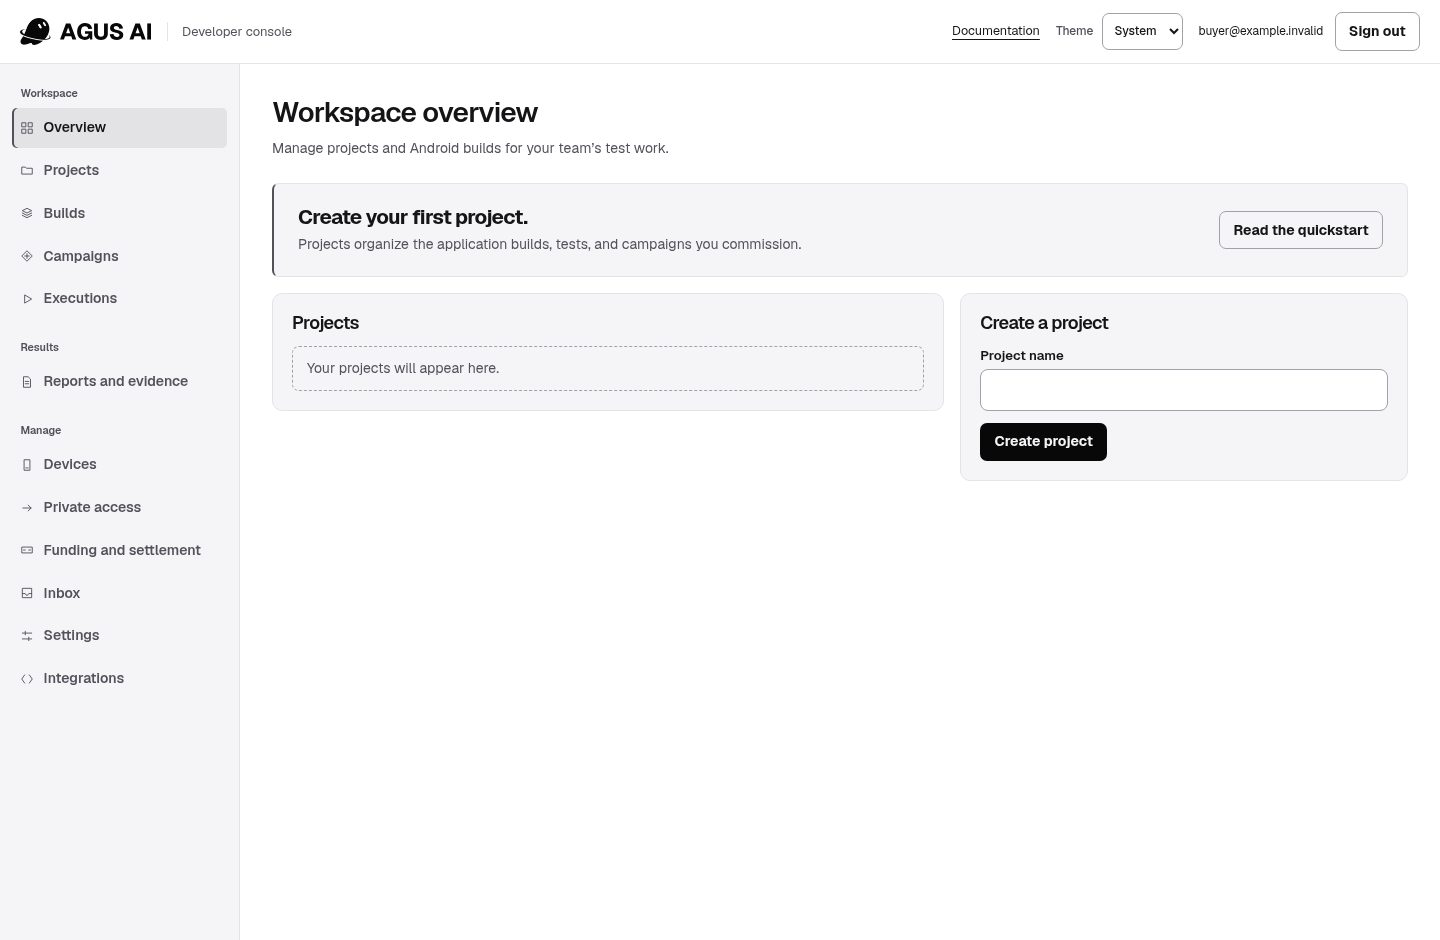 AGUS AI
Developer console
Documentation
Theme
System
buyer@example.invalid
Sign out
Workspace
Overview
Projects
Builds
Campaigns
Executions
Results
Reports and evidence
Manage
Devices
Private access
Funding and settlement
Inbox
Settings
Integrations
Workspace overview
Manage projects and Android builds for your team’s test work.
Create your first project.
Projects organize the application builds, tests, and campaigns you commission.
Read the quickstart
Projects
Your projects will appear here.
Create a project
Project name
Create project